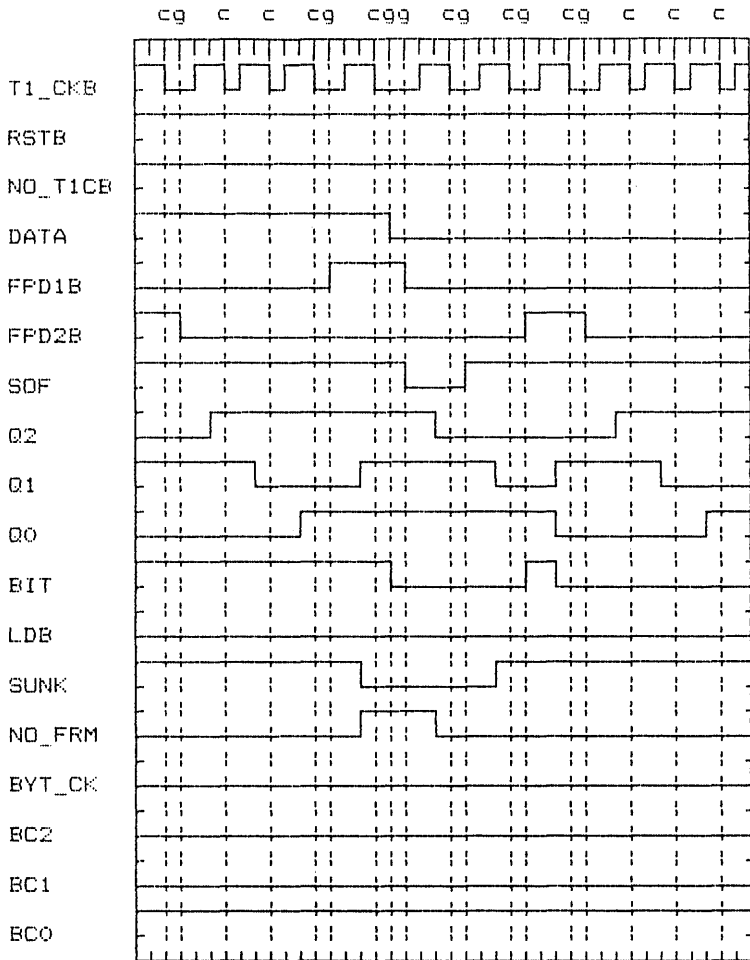 cg c c cg cgg cg cg cg c c c
T1_CKB
RSTB
NO_T1CB
DATA
FPD1B
FPD2B
SOF
Q2
Q1
Q0
BIT
LDB
SUNK
NO_FRM
BYT_CK
BC2
BC1
BC0